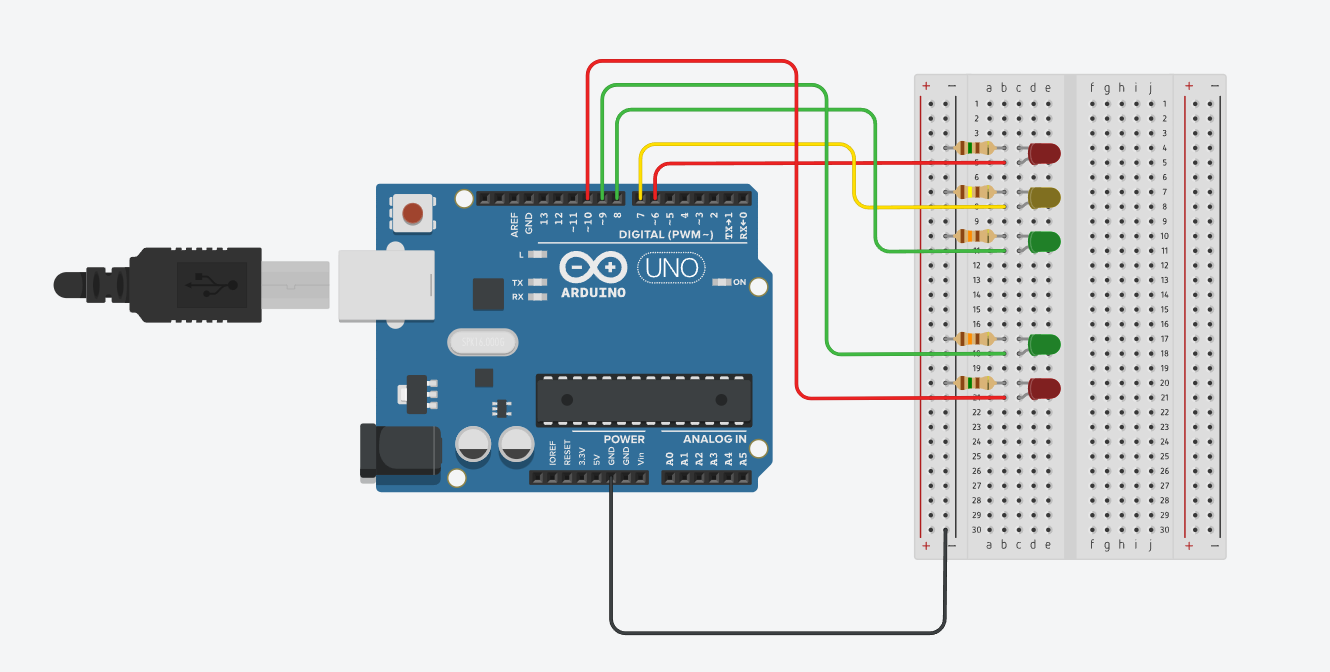 AREF
GND
13
12
~11
~10
~9
8
7
~6
~5
4
~3
2
TX→1
RX←0
DIGITAL (PWM~)
L
TX
RX
ARDUINO
UNO
ON
IOREF
RESET
3.3V
5V
GND
GND
Vin
POWER
ANALOG IN
A0
A1
A2
A3
A4
A5
+ − a b c d e f g h i j + −
1 1
2 2
3 3
4 4
5 5
6 6
7 7
8 8
9
10 10
11 11
12 12
13 13
14 14
15 15
16 16
17
18 18
19
20 20
21 21
22 22
23 23
24 24
25 25
26 26
27 27
28 28
29 29
30 30
+ − a b c d e f g h i j + −